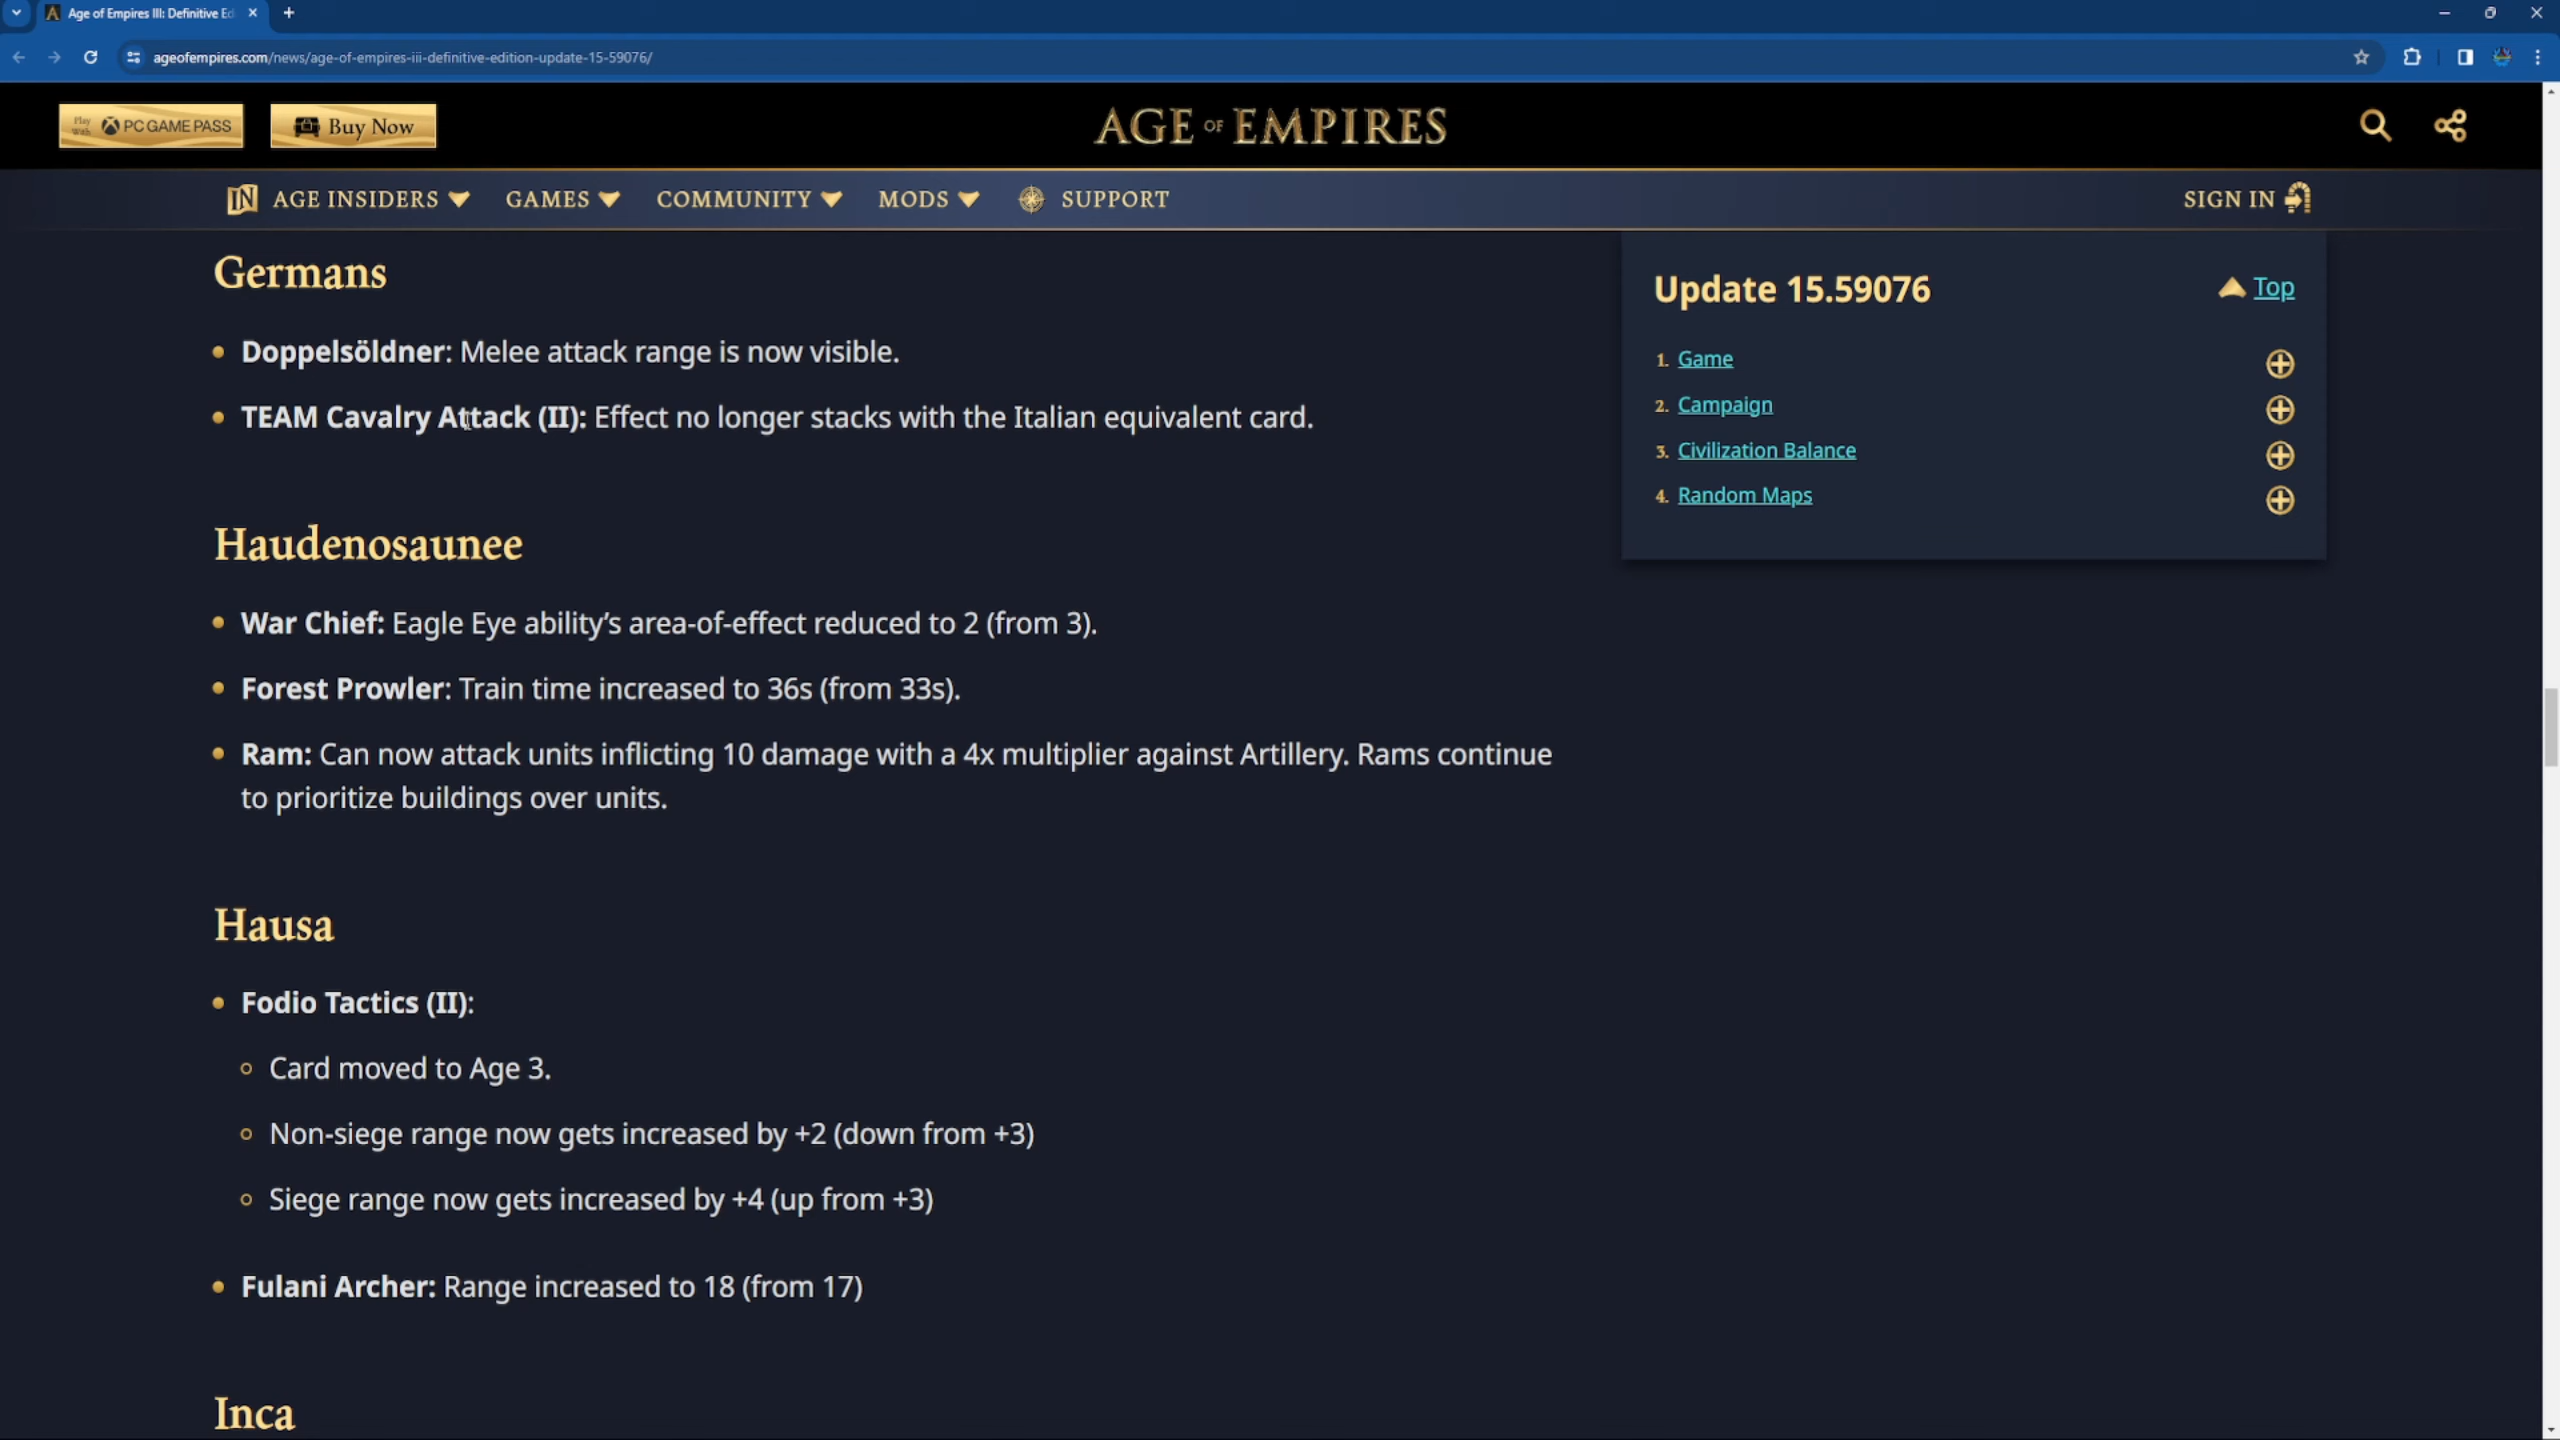 Age of Empires III: Definitive Ed
ageofempires.com/news/age-of-empires-iii-definitive-edition-update-15-59076/
Play With PC GAME PASS
Buy Now
AGE OF EMPIRES
IN AGE INSIDERS
GAMES
COMMUNITY
MODS
SUPPORT
SIGN IN
Germans
• Doppelsöldner: Melee attack range is now visible.
• TEAM Cavalry Attack (II): Effect no longer stacks with the Italian equivalent card.
Haudenosaunee
• War Chief: Eagle Eye ability’s area-of-effect reduced to 2 (from 3).
• Forest Prowler: Train time increased to 36s (from 33s).
• Ram: Can now attack units inflicting 10 damage with a 4x multiplier against Artillery. Rams continue
to prioritize buildings over units.
Hausa
• Fodio Tactics (II):
Card moved to Age 3.
Non-siege range now gets increased by +2 (down from +3)
Siege range now gets increased by +4 (up from +3)
• Fulani Archer: Range increased to 18 (from 17)
Inca
Update 15.59076
Top
1. Game
2. Campaign
3. Civilization Balance
4. Random Maps